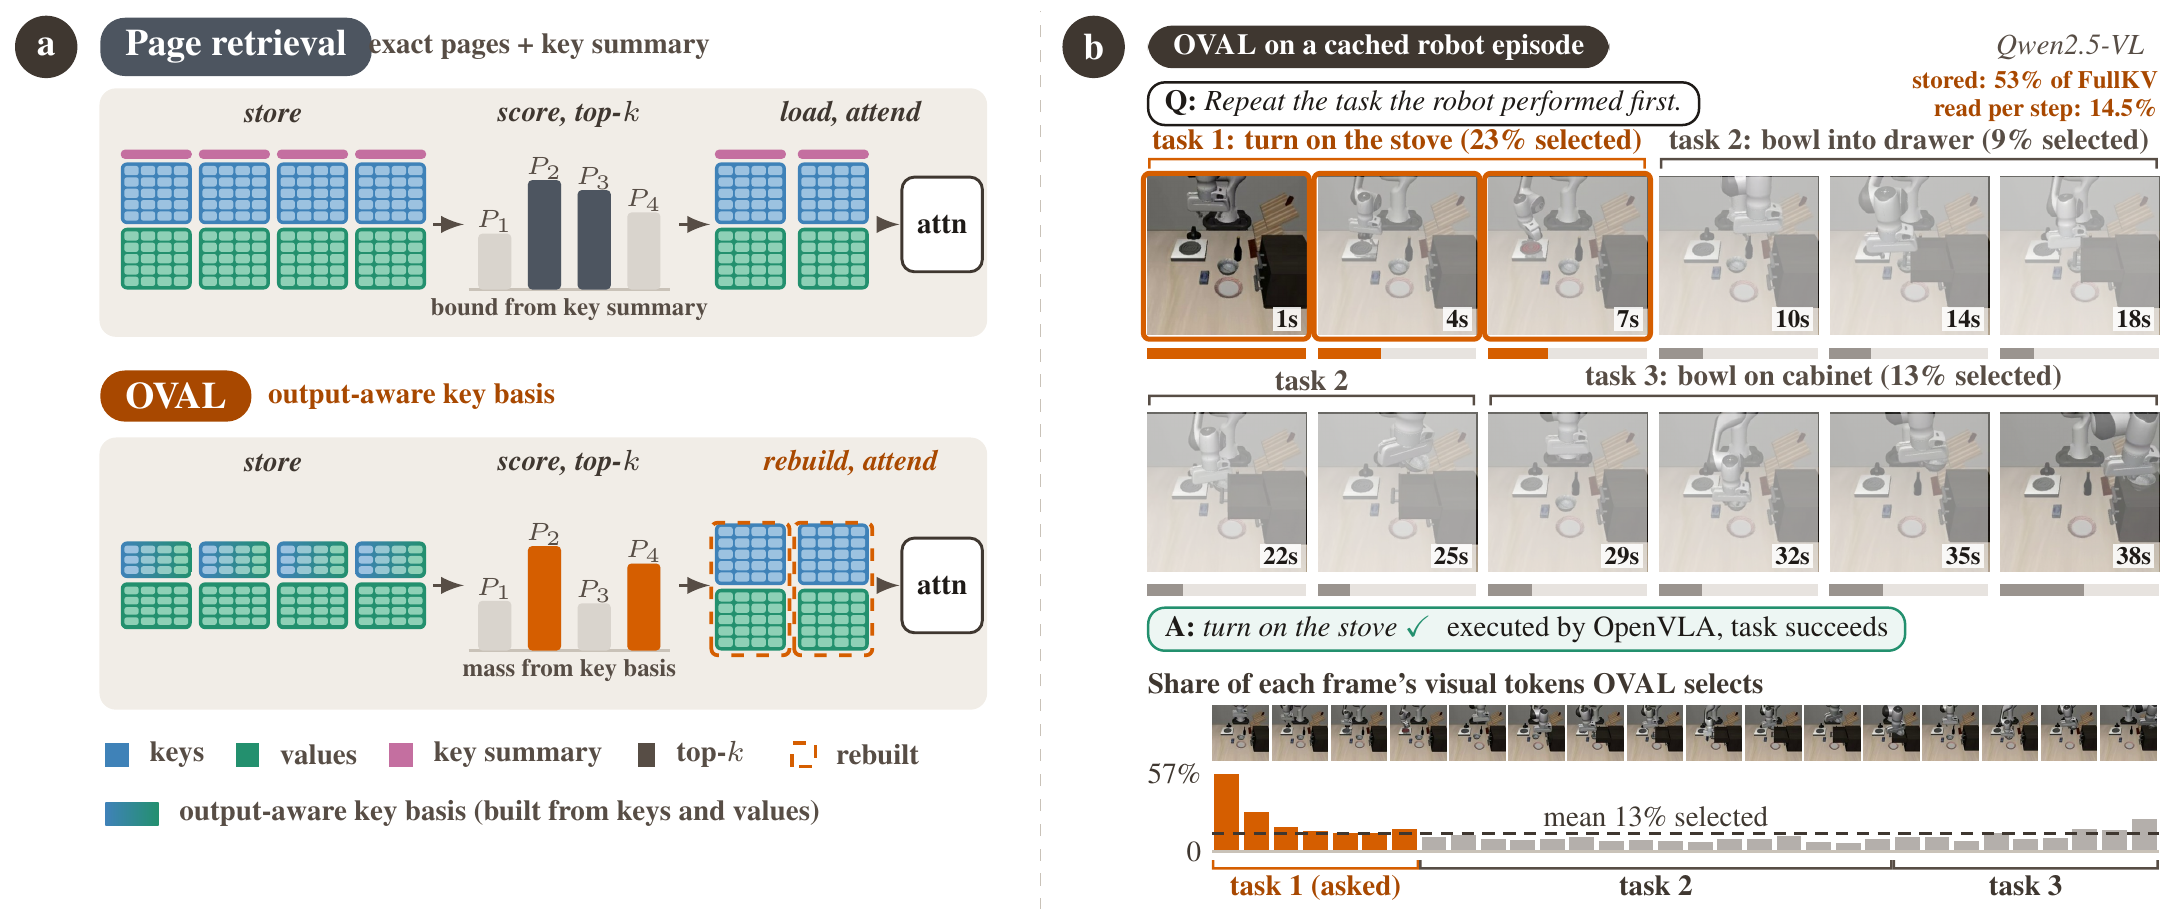 a
Page retrieval exact pages + key summary
store
score, top-k
load, attend
P1
P2
P3
P4
attn
bound from key summary
OVAL output-aware key basis
store
score, top-k
rebuild, attend
P1
P2
P3
P4
attn
mass from key basis
keys
values
key summary
top-k
rebuilt
output-aware key basis (built from keys and values)
b
OVAL on a cached robot episode
Qwen2.5-VL
stored: 53% of FullKV
read per step: 14.5%
Q: Repeat the task the robot performed first.
task 1: turn on the stove (23% selected)
task 2: bowl into drawer (9% selected)
1s
4s
7s
10s
14s
18s
task 2
task 3: bowl on cabinet (13% selected)
22s
25s
29s
32s
35s
38s
A: turn on the stove ✓ executed by OpenVLA, task succeeds
Share of each frame's visual tokens OVAL selects
57%
mean 13% selected
0
task 1 (asked)
task 2
task 3